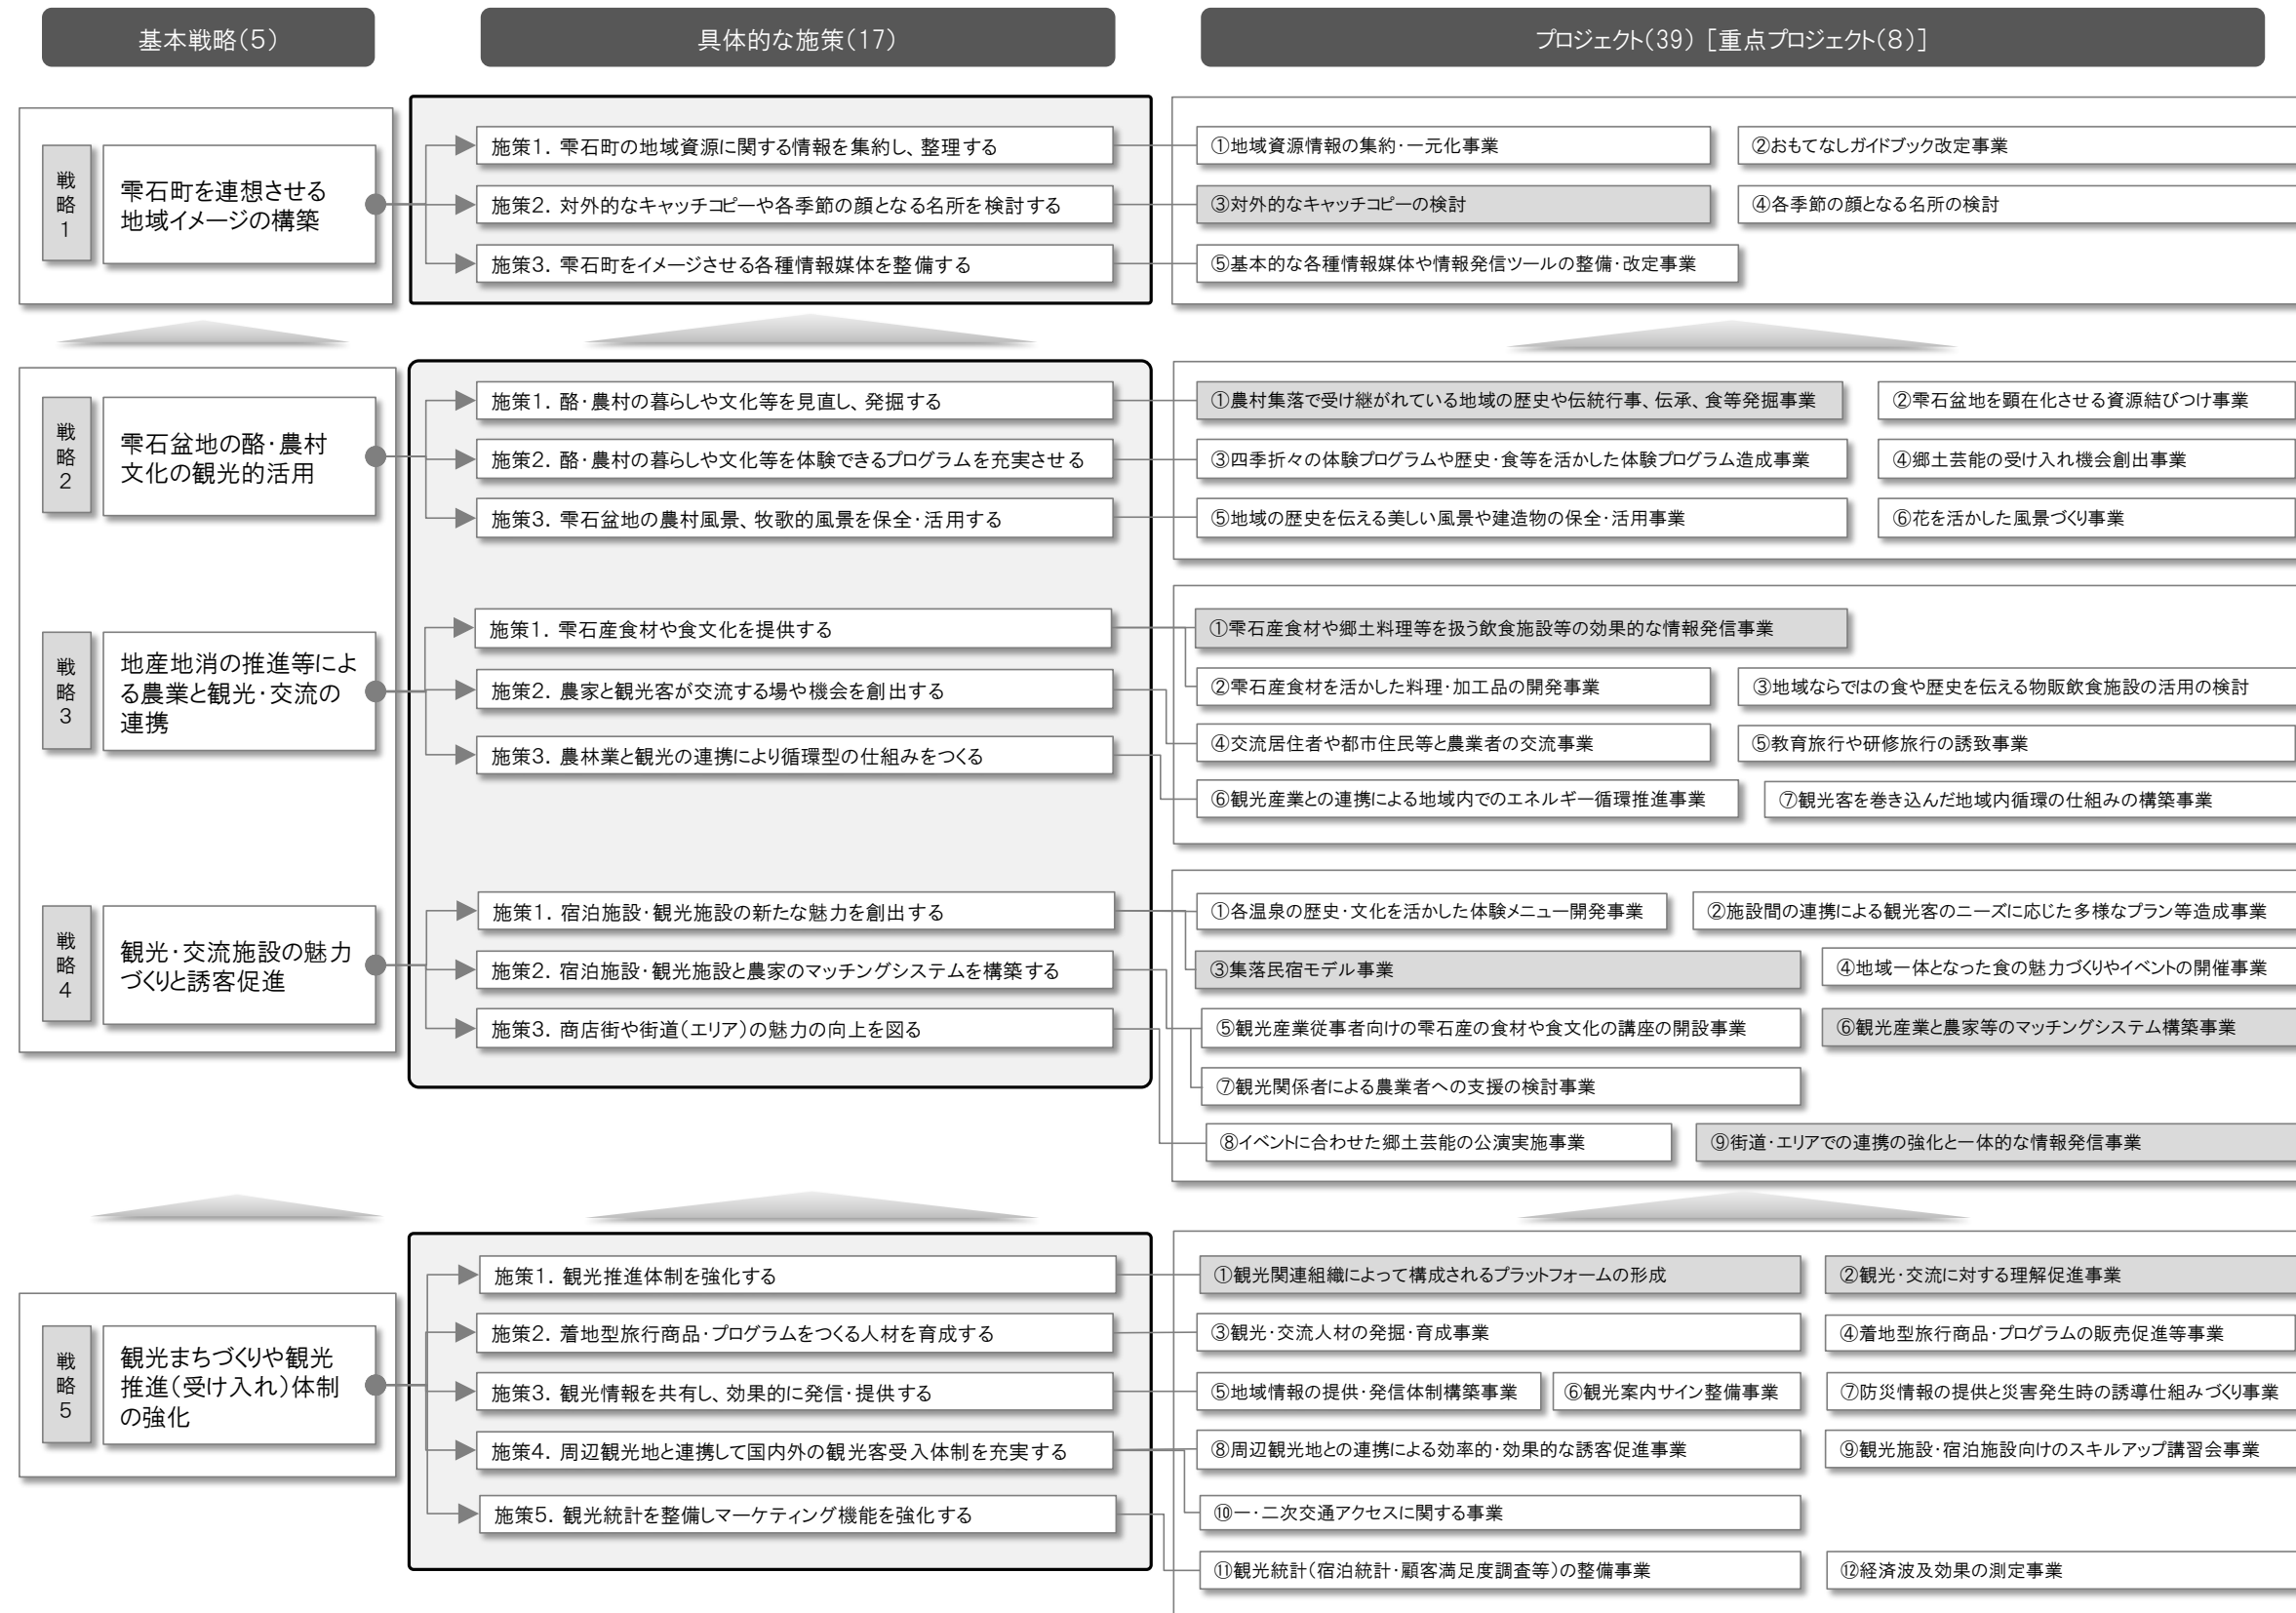 基本戦略(5)
具体的な施策(17)
プロジェクト(39) [重点プロジェクト(8)]
戦略1
雫石町を連想させる
地域イメージの構築
施策1. 雫石町の地域資源に関する情報を集約し、整理する
施策2. 対外的なキャッチコピーや各季節の顔となる名所を検討する
施策3. 雫石町をイメージさせる各種情報媒体を整備する
①地域資源情報の集約・一元化事業
②おもてなしガイドブック改定事業
③対外的なキャッチコピーの検討
④各季節の顔となる名所の検討
⑤基本的な各種情報媒体や情報発信ツールの整備・改定事業
戦略2
雫石盆地の酪・農村
文化の観光的活用
施策1. 酪・農村の暮らしや文化等を見直し、発掘する
施策2. 酪・農村の暮らしや文化等を体験できるプログラムを充実させる
施策3. 雫石盆地の農村風景、牧歌的風景を保全・活用する
①農村集落で受け継がれている地域の歴史や伝統行事、伝承、食等発掘事業
②雫石盆地を顕在化させる資源結びつけ事業
③四季折々の体験プログラムや歴史・食等を活かした体験プログラム造成事業
④郷土芸能の受け入れ機会創出事業
⑤地域の歴史を伝える美しい風景や建造物の保全・活用事業
⑥花を活かした風景づくり事業
戦略3
地産地消の推進等によ
る農業と観光・交流の
連携
施策1. 雫石産食材や食文化を提供する
施策2. 農家と観光客が交流する場や機会を創出する
施策3. 農林業と観光の連携により循環型の仕組みをつくる
①雫石産食材や郷土料理等を扱う飲食施設等の効果的な情報発信事業
②雫石産食材を活かした料理・加工品の開発事業
③地域ならではの食や歴史を伝える物販飲食施設の活用の検討
④交流居住者や都市住民等と農業者の交流事業
⑤教育旅行や研修旅行の誘致事業
⑥観光産業との連携による地域内でのエネルギー循環推進事業
⑦観光客を巻き込んだ地域内循環の仕組みの構築事業
戦略4
観光・交流施設の魅力
づくりと誘客促進
施策1. 宿泊施設・観光施設の新たな魅力を創出する
施策2. 宿泊施設・観光施設と農家のマッチングシステムを構築する
施策3. 商店街や街道(エリア)の魅力の向上を図る
①各温泉の歴史・文化を活かした体験メニュー開発事業
②施設間の連携による観光客のニーズに応じた多様なプラン等造成事業
③集落民宿モデル事業
④地域一体となった食の魅力づくりやイベントの開催事業
⑤観光産業従事者向けの雫石産の食材や食文化の講座の開設事業
⑥観光産業と農家等のマッチングシステム構築事業
⑦観光関係者による農業者への支援の検討事業
⑧イベントに合わせた郷土芸能の公演実施事業
⑨街道・エリアでの連携の強化と一体的な情報発信事業
戦略5
観光まちづくりや観光
推進(受け入れ)体制
の強化
施策1. 観光推進体制を強化する
施策2. 着地型旅行商品・プログラムをつくる人材を育成する
施策3. 観光情報を共有し、効果的に発信・提供する
施策4. 周辺観光地と連携して国内外の観光客受入体制を充実する
施策5. 観光統計を整備しマーケティング機能を強化する
①観光関連組織によって構成されるプラットフォームの形成
②観光・交流に対する理解促進事業
③観光・交流人材の発掘・育成事業
④着地型旅行商品・プログラムの販売促進等事業
⑤地域情報の提供・発信体制構築事業
⑥観光案内サイン整備事業
⑦防災情報の提供と災害発生時の誘導仕組みづくり事業
⑧周辺観光地との連携による効率的・効果的な誘客促進事業
⑨観光施設・宿泊施設向けのスキルアップ講習会事業
⑩一・二次交通アクセスに関する事業
⑪観光統計(宿泊統計・顧客満足度調査等)の整備事業
⑫経済波及効果の測定事業